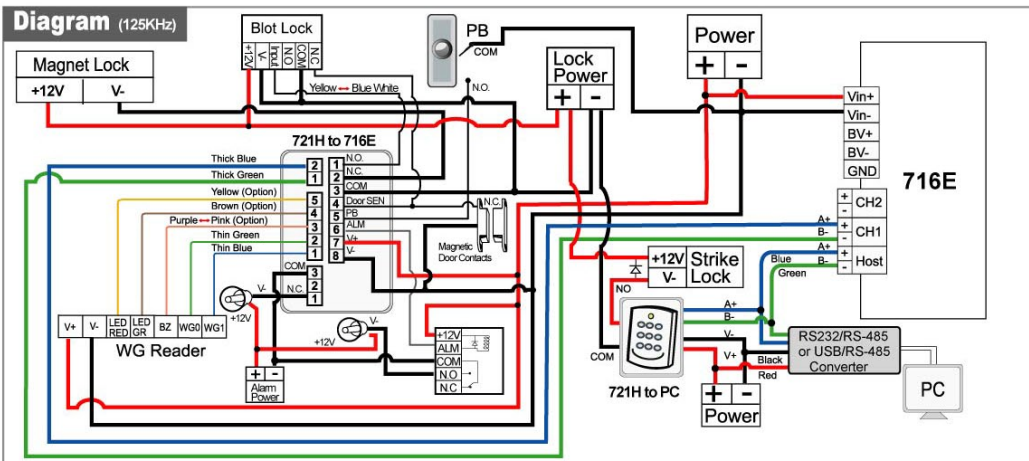 Diagram (125KHz)
Blot Lock
+12V
V-
Input
N.O
COM
N.C
PB
COM
N.O.
Magnet Lock
+12V V-
Yellow ↔ Blue White
Lock Power
+ -
Power
+ -
Vin+
Vin-
BV+
BV-
GND
716E
+
-
CH2
+
-
CH1
+
-
Host
A+
B-
A+
B-
Blue
Green
721H to 716E
Thick Blue
Thick Green
Yellow (Option)
Brown (Option)
Purple ↔ Pink (Option)
Thin Green
Thin Blue
2
1
5
4
3
2
1
3
2
1
1
2
3
4
5
6
7
8
N.O.
N.C.
COM
Door SEN
PB
ALM
V+
V-
COM
N.C.
V-
+12V
N.C.
Magnetic
Door Contacts
V+
V-
LED RED
LED GR
BZ
WG0
WG1
WG Reader
V-
+12V
+ -
Alarm
Power
+12V
ALM
COM
N.O
N.C
+12V
V-
Strike
Lock
NO
COM
A+
B-
V-
V+
Black
Red
721H to PC
+ -
Power
RS232/RS-485
or USB/RS-485
Converter
PC